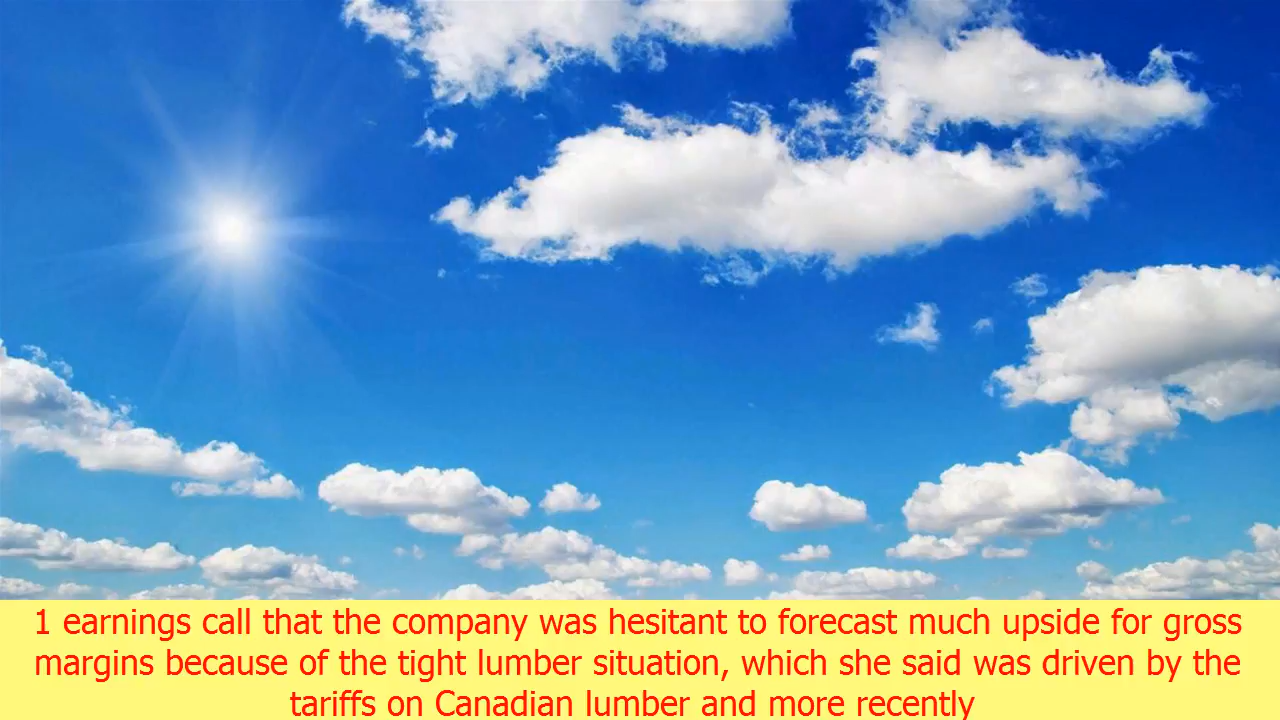 1 earnings call that the company was hesitant to forecast much upside for gross
margins because of the tight lumber situation, which she said was driven by the
tariffs on Canadian lumber and more recently